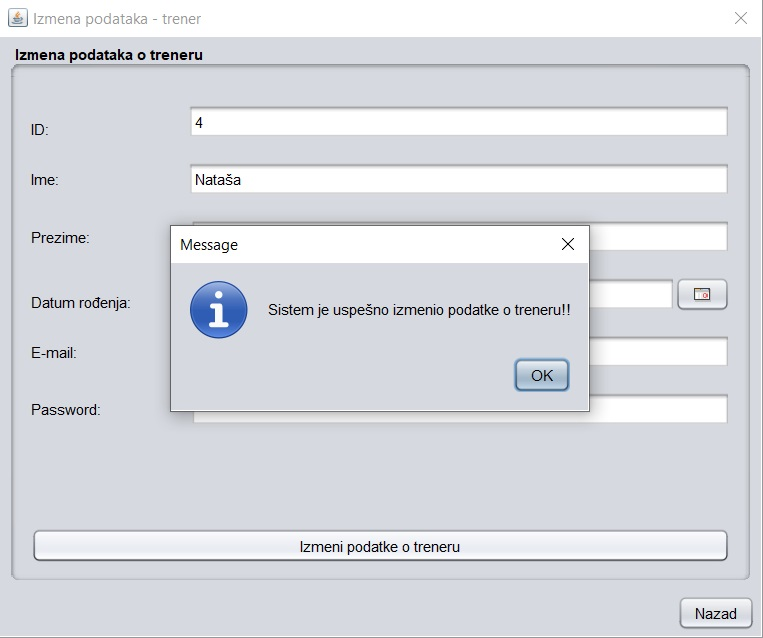 Izmena podataka - trener
Izmena podataka o treneru
ID:
4
Ime:
Nataša
Prezime:
Message
Datum rođenja:
Sistem je uspešno izmenio podatke o treneru!!
E-mail:
OK
Password:
Izmeni podatke o treneru
Nazad